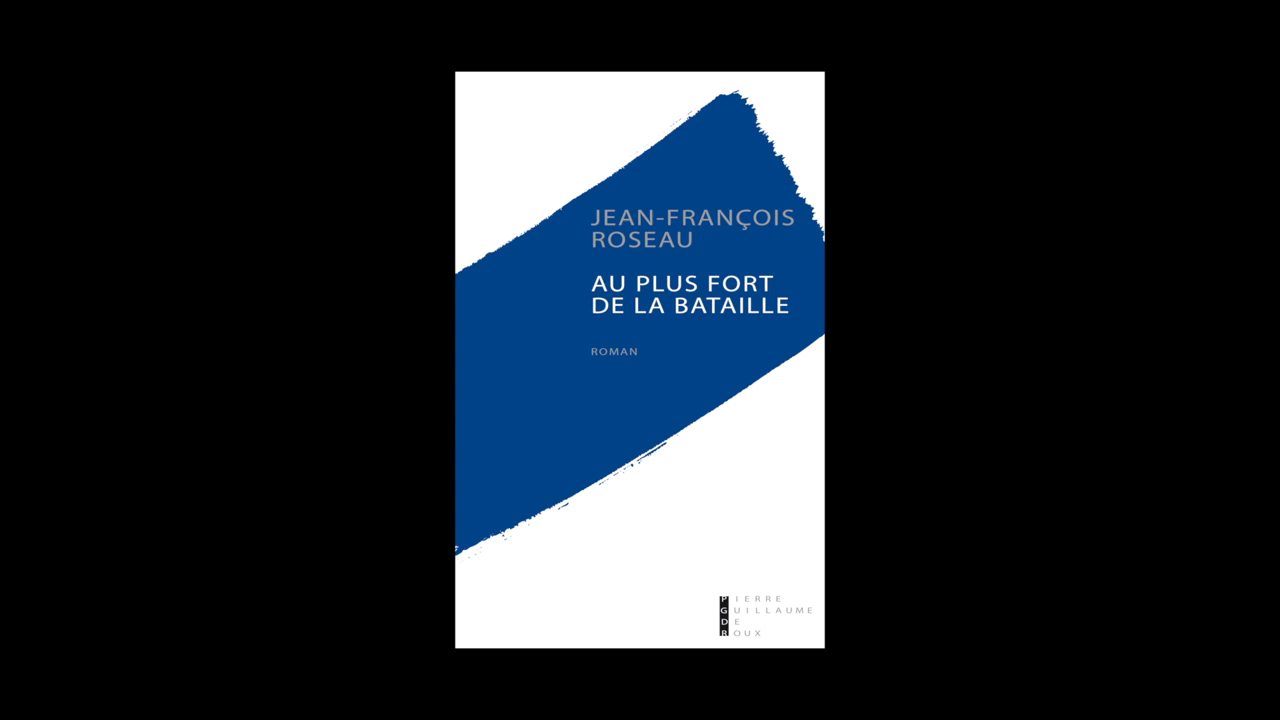 JEAN-FRANÇOIS
ROSEAU
AU PLUS FORT
DE LA BATAILLE
ROMAN
PIERRE
GUILLAUME
DE
ROUX